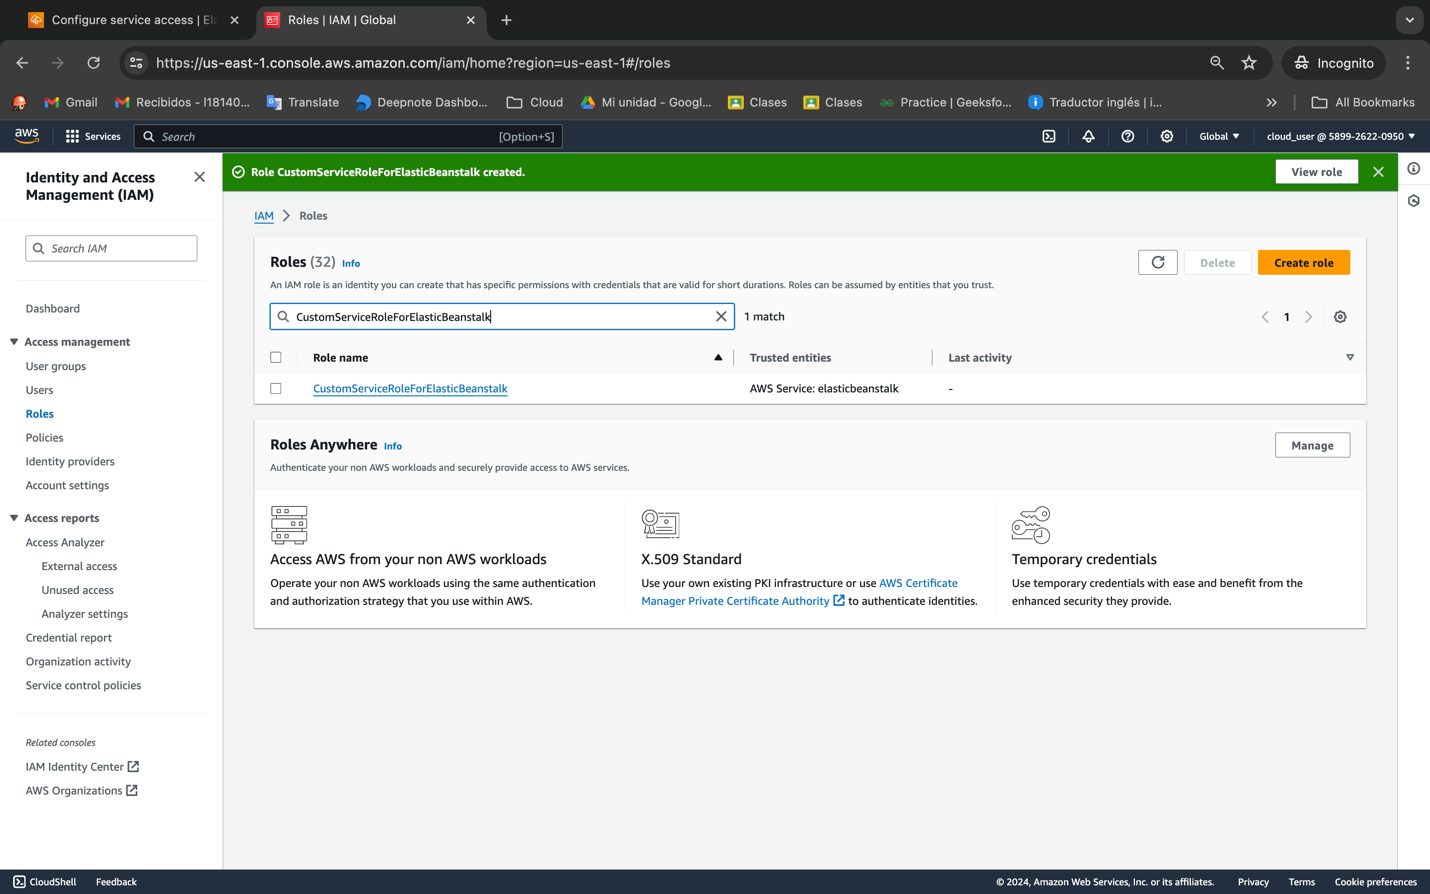 Configure service access | Ela
Roles | IAM | Global
https://us-east-1.console.aws.amazon.com/iam/home?region=us-east-1#/roles
Incognito
Gmail
Recibidos - l18140...
Translate
Deepnote Dashbo...
Cloud
Mi unidad - Googl...
Clases
Clases
Practice | Geeksfo...
Traductor inglés | i...
All Bookmarks
aws
Services
Search
[Option+S]
Global
cloud_user @ 5899-2622-0950
Identity and Access
Management (IAM)
Search IAM
Dashboard
Access management
User groups
Users
Roles
Policies
Identity providers
Account settings
Access reports
Access Analyzer
External access
Unused access
Analyzer settings
Credential report
Organization activity
Service control policies
Related consoles
IAM Identity Center
AWS Organizations
Role CustomServiceRoleForElasticBeanstalk created.
View role
IAM
Roles
Roles (32) Info
Delete
Create role
An IAM role is an identity you can create that has specific permissions with credentials that are valid for short durations. Roles can be assumed by entities that you trust.
CustomServiceRoleForElasticBeanstalk
1 match
1
Role name
Trusted entities
Last activity
CustomServiceRoleForElasticBeanstalk
AWS Service: elasticbeanstalk
-
Roles Anywhere Info
Manage
Authenticate your non AWS workloads and securely provide access to AWS services.
Access AWS from your non AWS workloads
Operate your non AWS workloads using the same authentication
and authorization strategy that you use within AWS.
X.509 Standard
Use your own existing PKI infrastructure or use AWS Certificate
Manager Private Certificate Authority to authenticate identities.
Temporary credentials
Use temporary credentials with ease and benefit from the
enhanced security they provide.
CloudShell
Feedback
© 2024, Amazon Web Services, Inc. or its affiliates.
Privacy
Terms
Cookie preferences